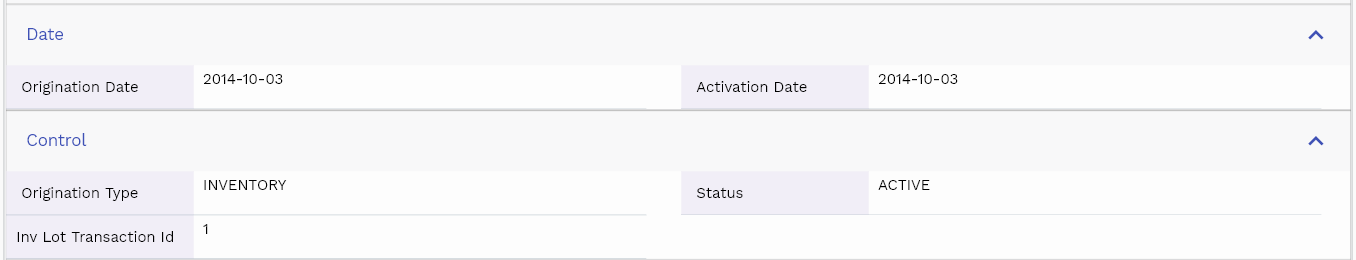 Date
Origination Date 2014-10-03 Activation Date 2014-10-03
Control
Origination Type INVENTORY Status ACTIVE
Inv Lot Transaction Id 1